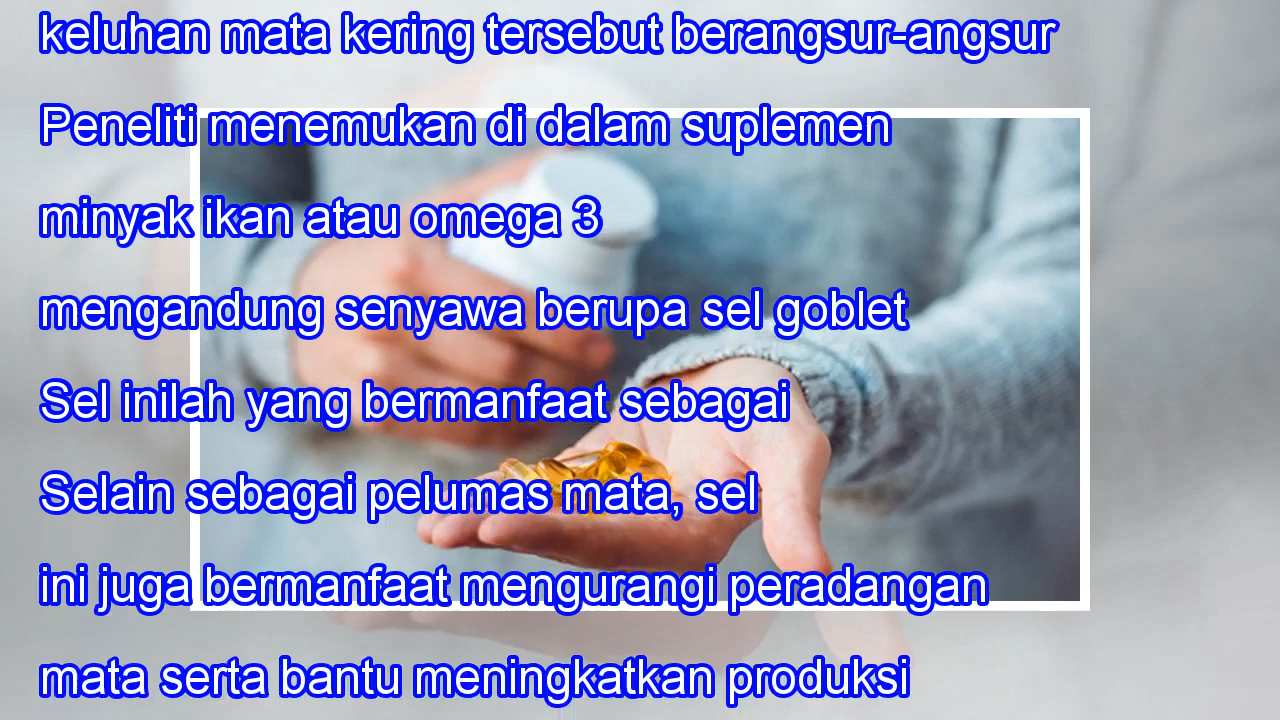 keluhan mata kering tersebut berangsur-angsur
Peneliti menemukan di dalam suplemen
minyak ikan atau omega 3
mengandung senyawa berupa sel goblet
Sel inilah yang bermanfaat sebagai
Selain sebagai pelumas mata, sel
ini juga bermanfaat mengurangi peradangan
mata serta bantu meningkatkan produksi